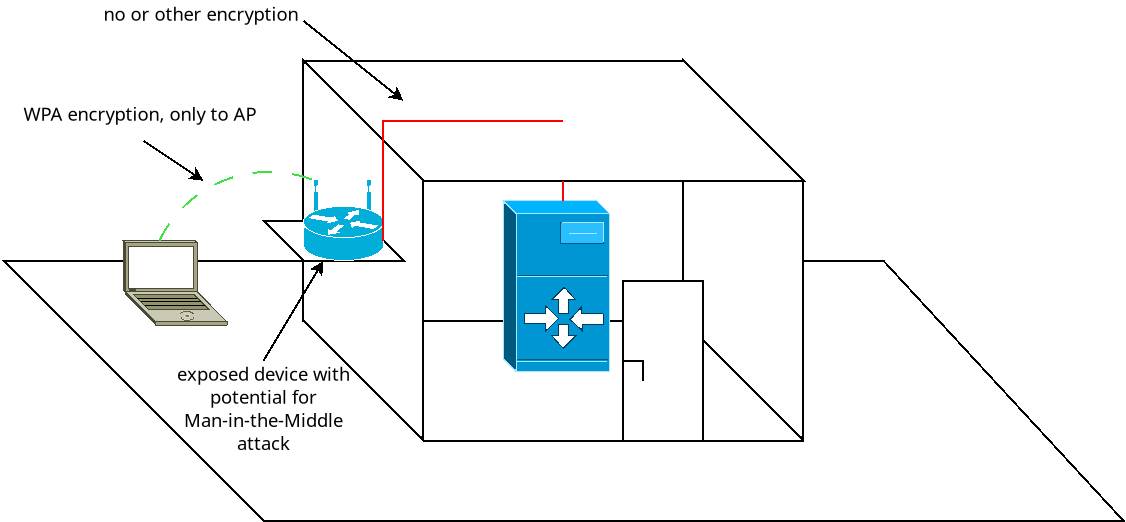 no or other encryption
WPA encryption, only to AP
exposed device with
potential for
Man-in-the-Middle
attack